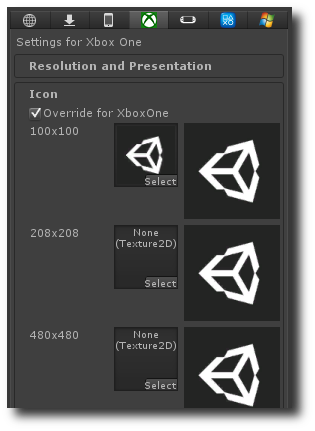 Settings for Xbox One
Resolution and Presentation
Icon
Override for XboxOne
100x100
Select
208x208
None
(Texture2D)
Select
480x480
None
(Texture2D)
Select